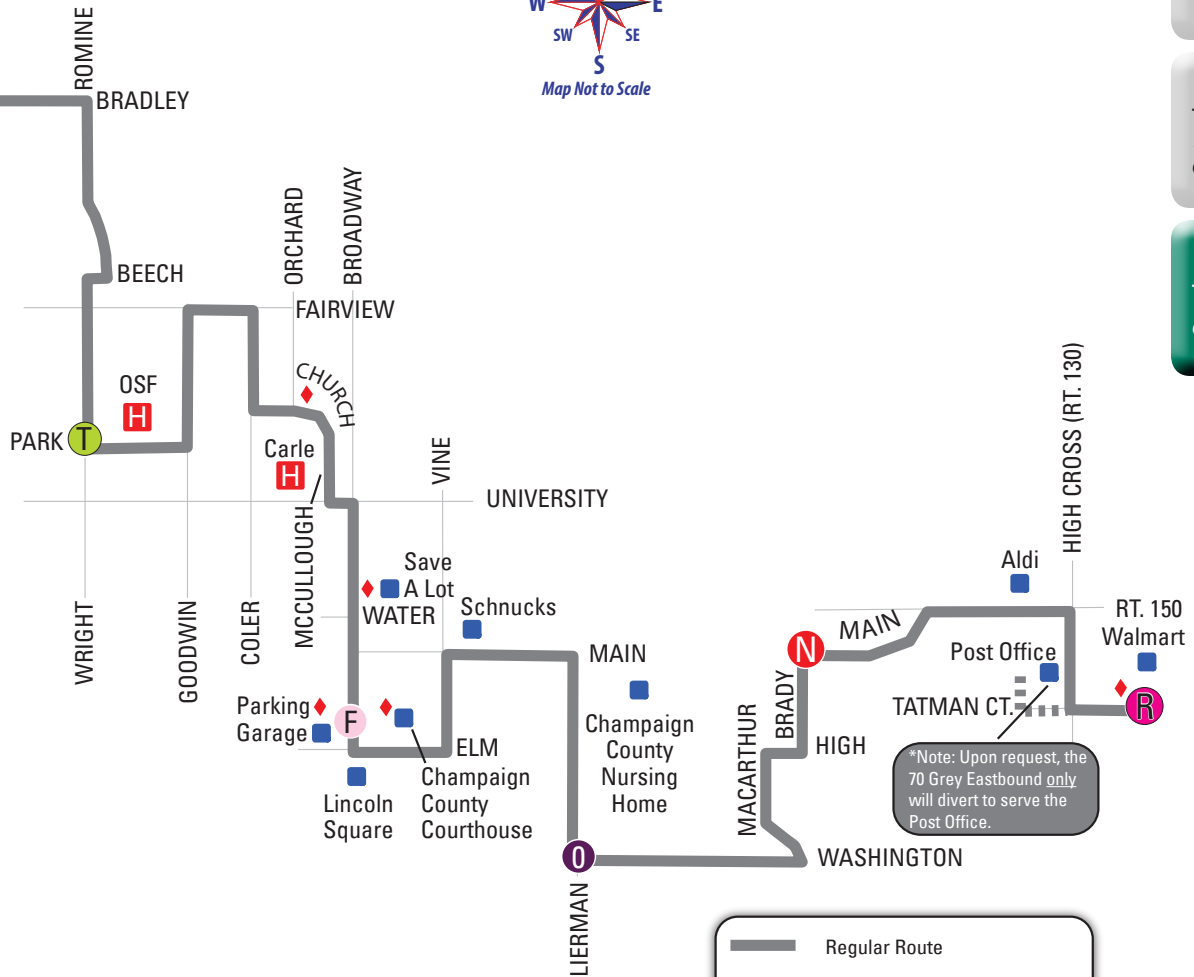 W
E
SW
SE
S
Map Not to Scale
ROMINE
BRADLEY
BEECH
ORCHARD
BROADWAY
FAIRVIEW
OSF
H
CHURCH
PARK
T
Carle
H
VINE
HIGH CROSS (RT. 130)
UNIVERSITY
MCCULLOUGH
WRIGHT
GOODWIN
COLER
Save
A Lot
WATER
Schnucks
Aldi
RT. 150
Walmart
MAIN
N
MAIN
Post Office
TATMAN CT.
R
Parking
Garage
F
ELM
Champaign
County
Nursing
Home
BRADY
MACARTHUR
HIGH
*Note: Upon request, the
70 Grey Eastbound only
will divert to serve the
Post Office.
Lincoln
Square
Champaign
County
Courthouse
O
WASHINGTON
LIERMAN
Regular Route